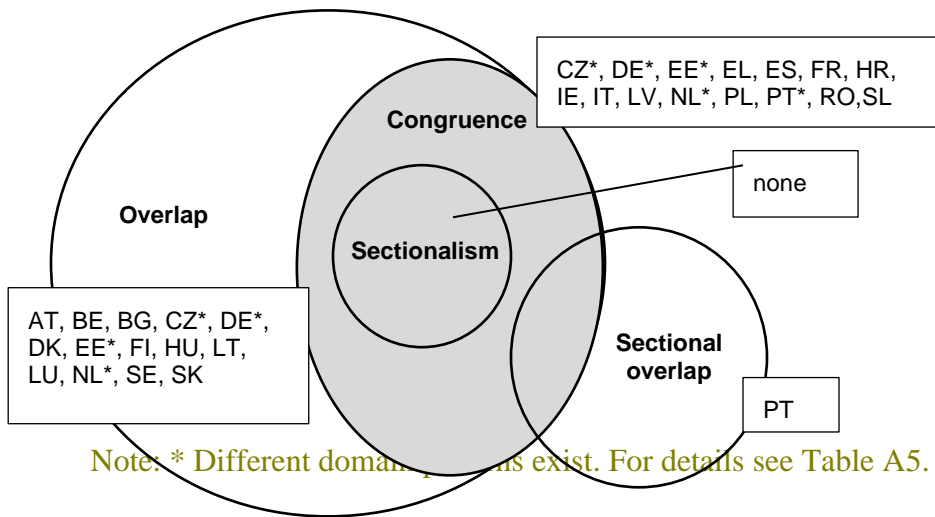 CZ*, DE*, EE*, EL, ES, FR, HR,
IE, IT, LV, NL*, PL, PT*, RO,SL
Congruence
none
Overlap
Sectionalism
AT, BE, BG, CZ*, DE*,
DK, EE*, FI, HU, LT,
LU, NL*, SE, SK
Sectional
overlap
PT
Note: * Different domain exist. For details see Table A5.